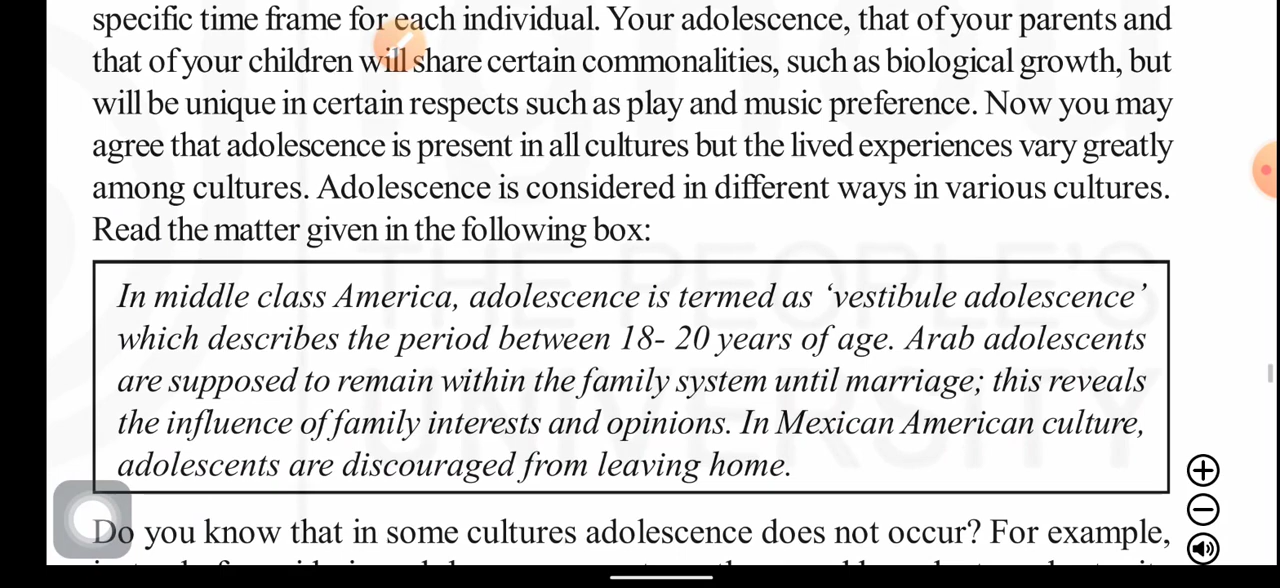 specific time frame for each individual. Your adolescence, that of your parents and
that of your children will share certain commonalities, such as biological growth, but
will be unique in certain respects such as play and music preference. Now you may
agree that adolescence is present in all cultures but the lived experiences vary greatly
among cultures. Adolescence is considered in different ways in various cultures.
Read the matter given in the following box:
In middle class America, adolescence is termed as ‘vestibule adolescence’
which describes the period between 18- 20 years of age. Arab adolescents
are supposed to remain within the family system until marriage; this reveals
the influence of family interests and opinions. In Mexican American culture,
adolescents are discouraged from leaving home.
Do you know that in some cultures adolescence does not occur? For example,
THE PEOPLE'S
UNIVERSITY